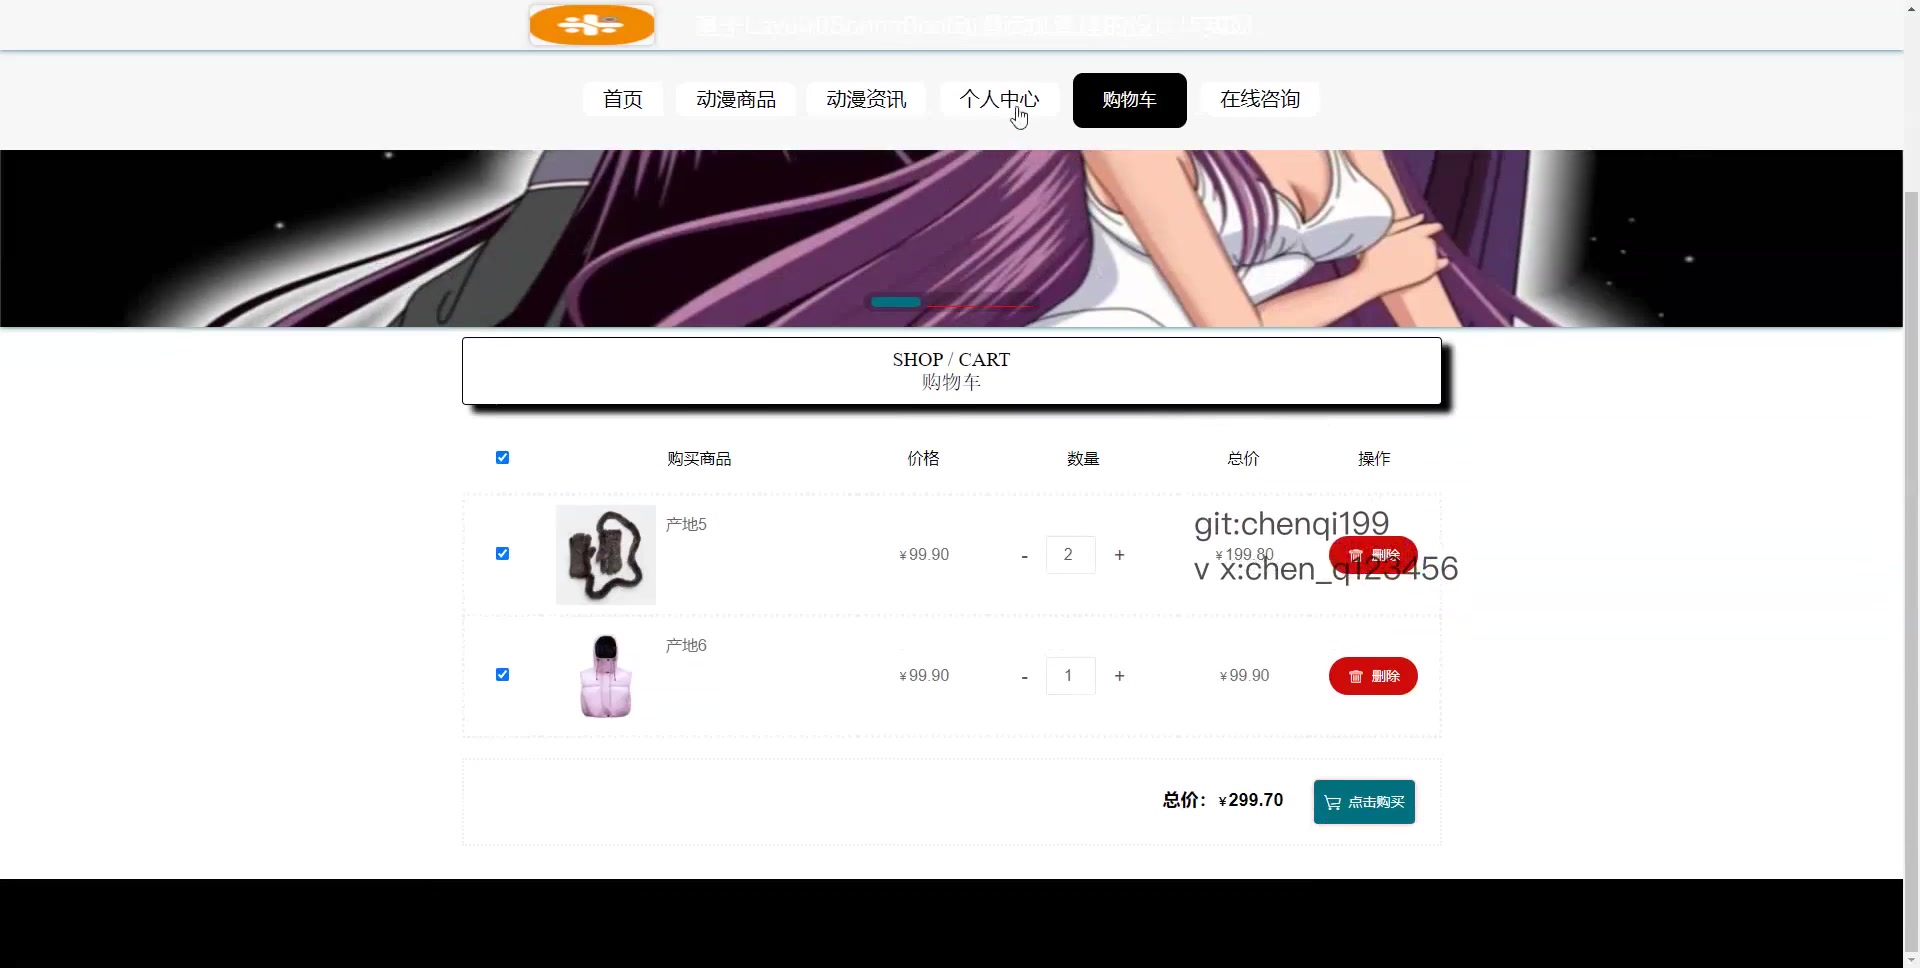 首页 动漫商品 动漫资讯 个人中心 购物车 在线咨询
SHOP / CART
购物车
购买商品 价格 数量 总价 操作
产地5
¥99.90 - 2 + ¥199.80 删除
git:chenqi199
v x:chen_q123456
产地6
¥99.90 - 1 + ¥99.90 删除
总价：¥299.70 点击购买